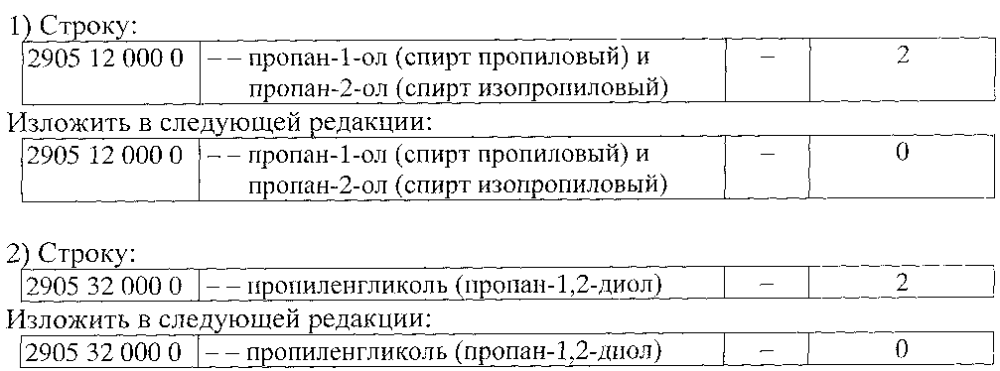 1) Строку:
2905 12 000 0 – – пропан-1-ол (спирт пропиловый) и – 2
пропан-2-ол (спирт изопропиловый)
Изложить в следующей редакции:
2905 12 000 0 – – пропан-1-ол (спирт пропиловый) и – 0
пропан-2-ол (спирт изопропиловый)
2) Строку:
2905 32 000 0 – – пропиленгликоль (пропан-1,2-диол) – 2
Изложить в следующей редакции:
2905 32 000 0 – – пропиленгликоль (пропан-1,2-диол) – 0